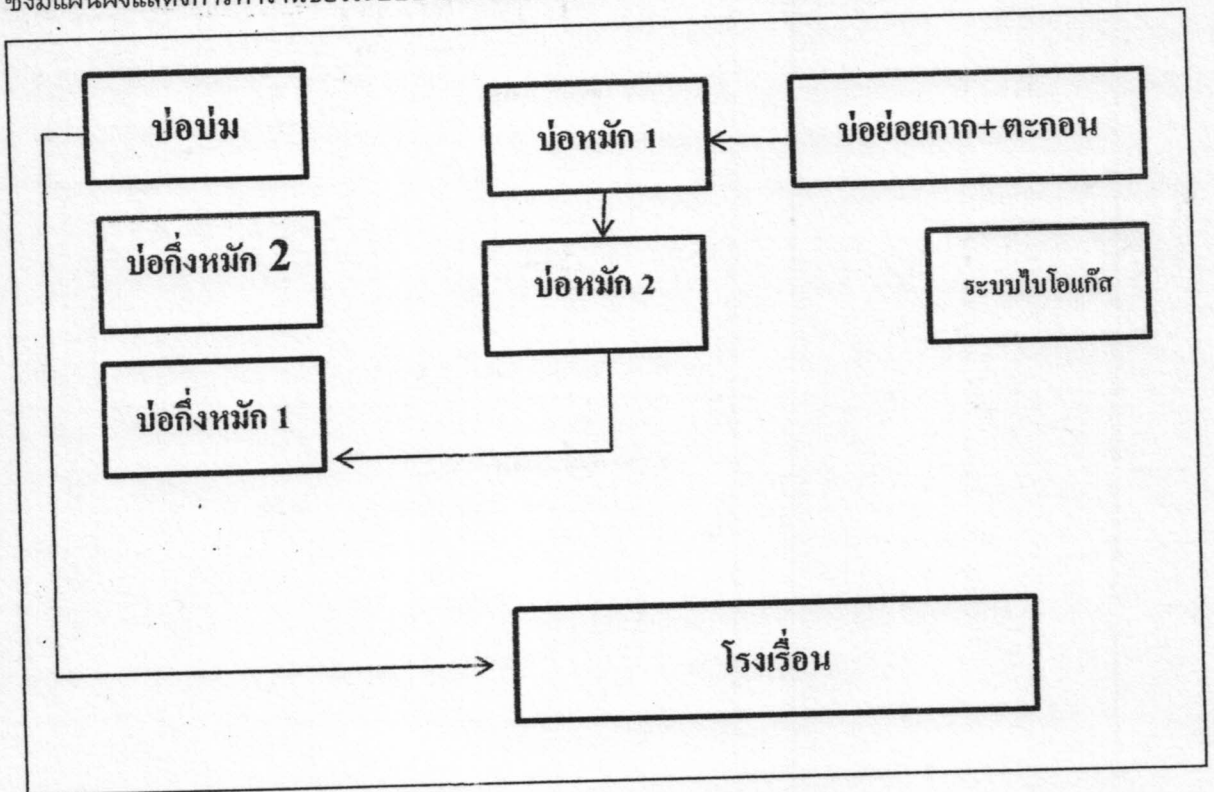 บ่อบ่ม
บ่อหมัก 1
บ่อย่อยกาก+ ตะกอน
บ่อกึ่งหมัก 2
บ่อหมัก 2
ระบบไบโอแก๊ส
บ่อกึ่งหมัก 1
โรงเรื่อน